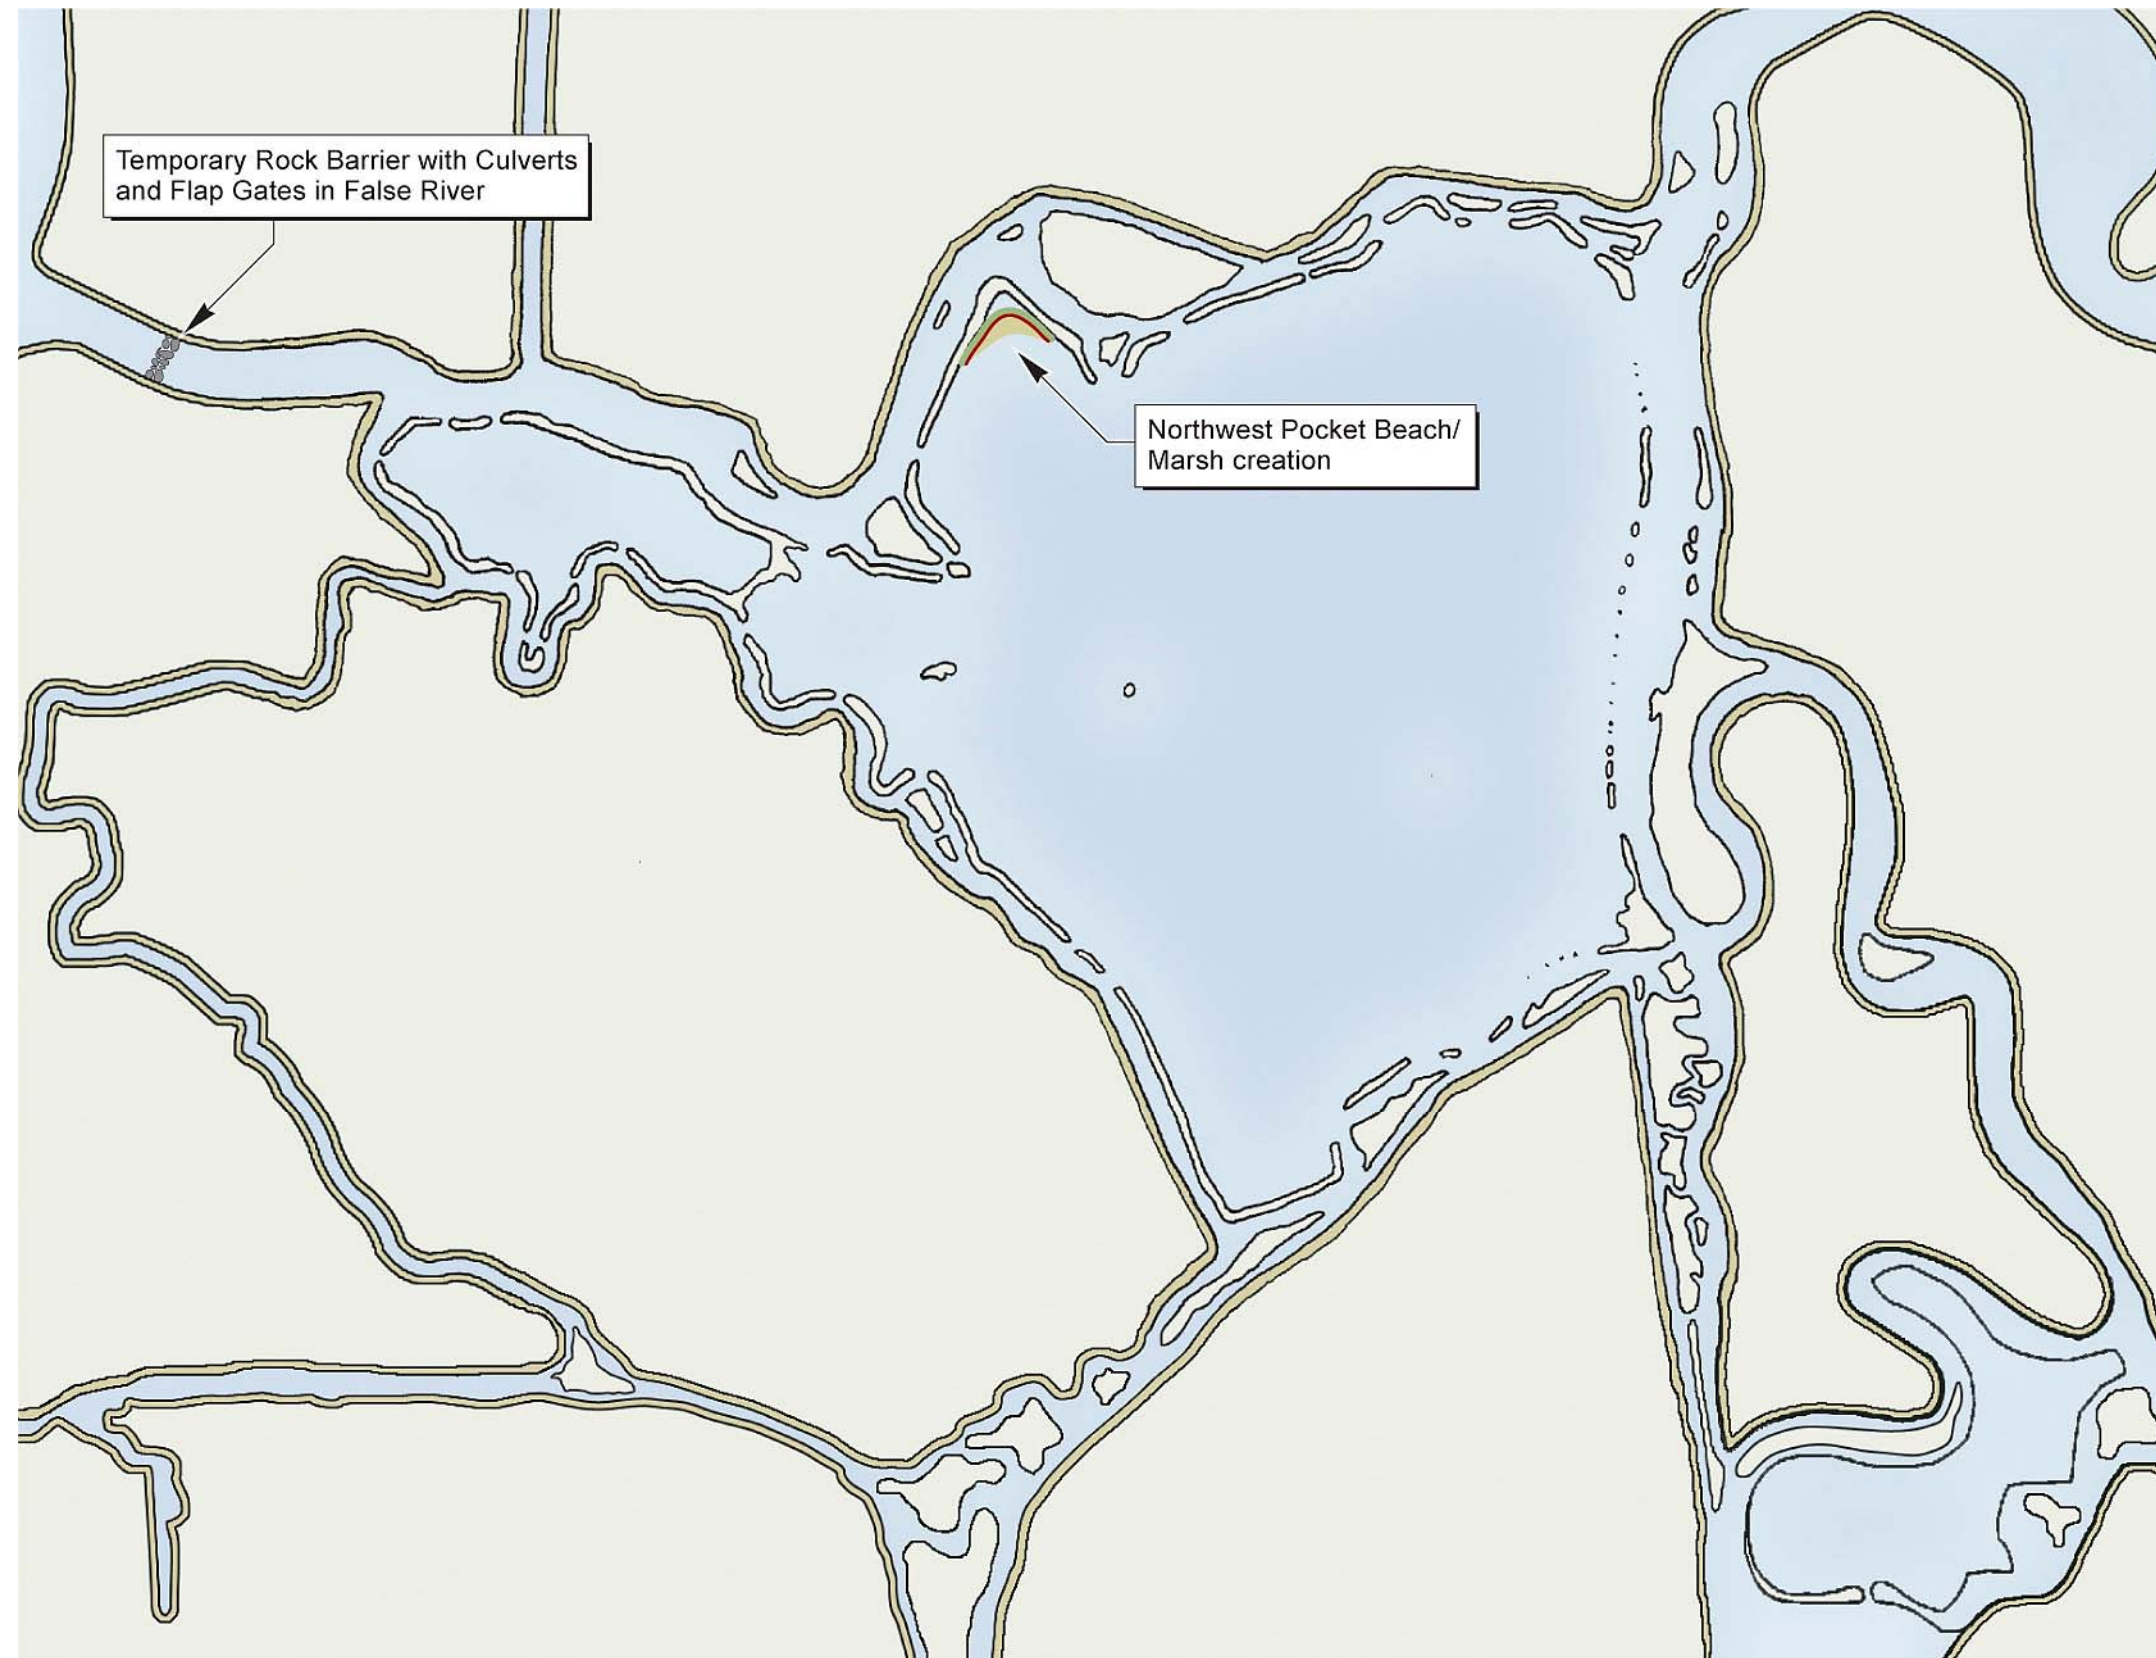 Temporary Rock Barrier with Culverts
and Flap Gates in False River
Northwest Pocket Beach/
Marsh creation